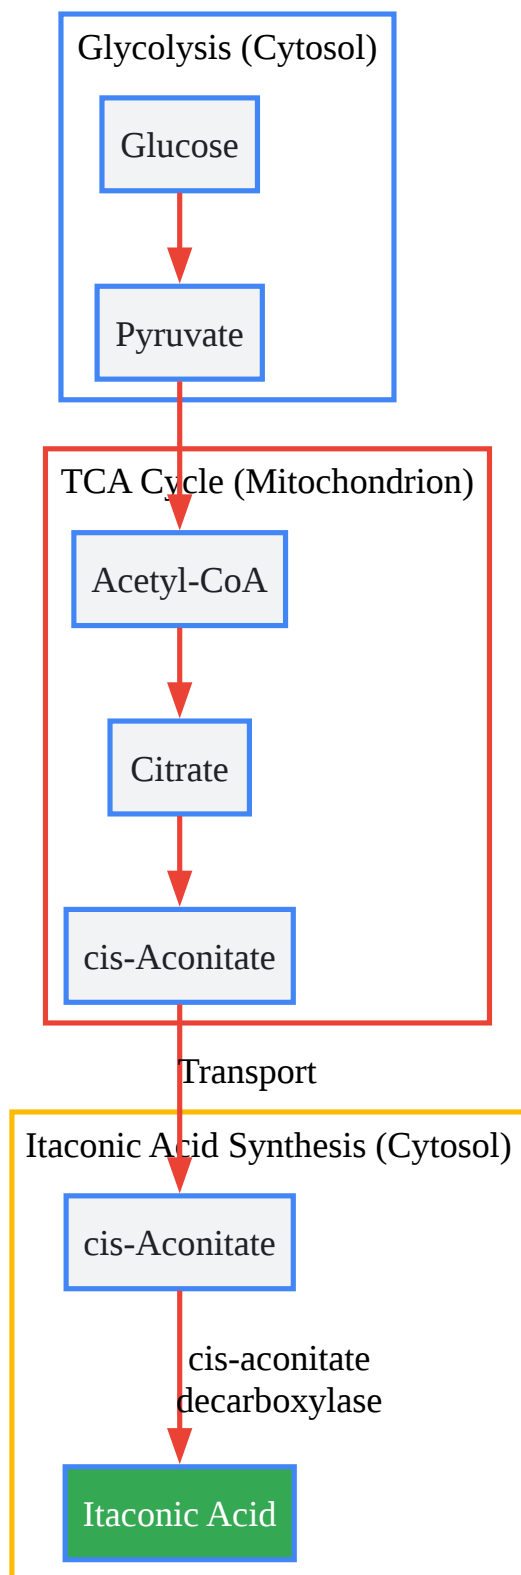 Glycolysis (Cytosol)
Glucose
Pyruvate
TCA Cycle (Mitochondrion)
Acetyl-CoA
Citrate
cis-Aconitate
Transport
Itaconic Acid Synthesis (Cytosol)
cis-Aconitate
cis-aconitate
decarboxylase
Itaconic Acid